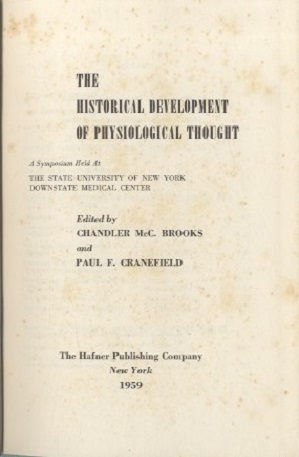 THE
HISTORICAL DEVELOPMENT
OF PHYSIOLOGICAL THOUGHT
A Symposium Held At
THE STATE UNIVERSITY OF NEW YORK
DOWNSTATE MEDICAL CENTER
Edited by
CHANDLER McC. BROOKS
and
PAUL F. CRANEFIELD
The Hafner Publishing Company
New York
1959